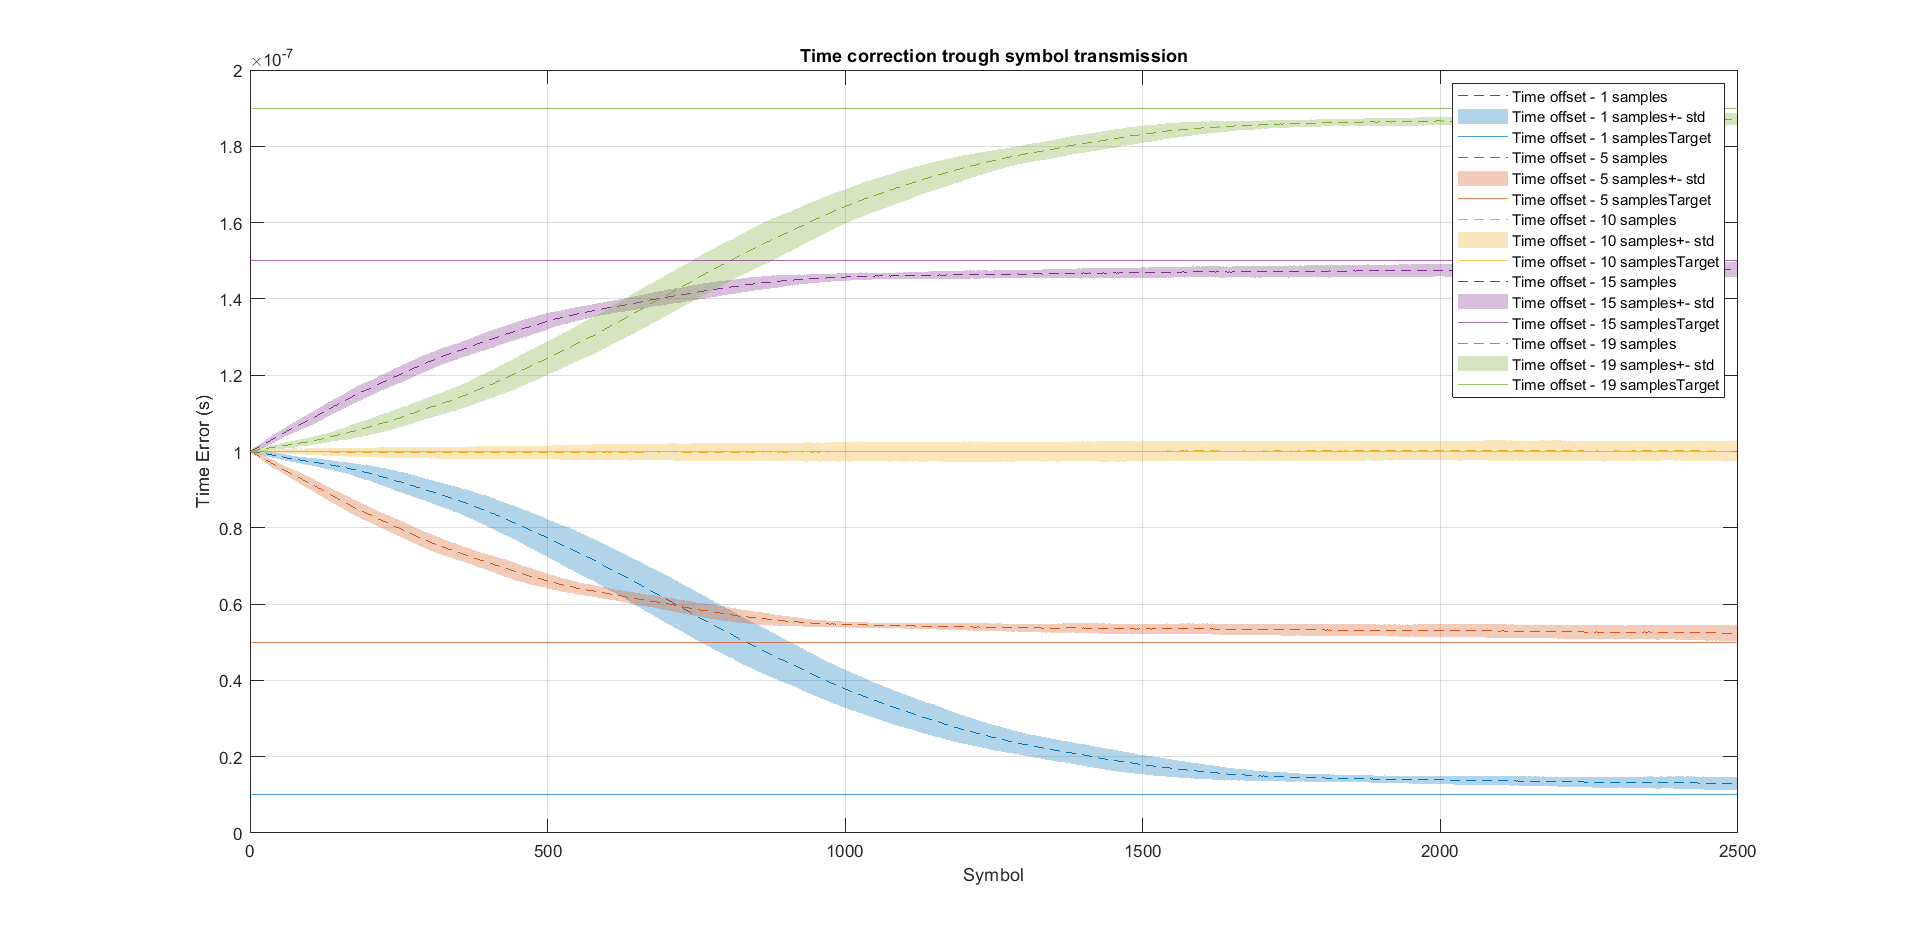 Time correction trough symbol transmission
×10-7
2
1.8
1.6
1.4
1.2
1
0.8
0.6
0.4
0.2
0
Time Error (s)
0 500 1000 1500 2000 2500
Symbol
Time offset - 1 samples
Time offset - 1 samples+- std
Time offset - 1 samplesTarget
Time offset - 5 samples
Time offset - 5 samples+- std
Time offset - 5 samplesTarget
Time offset - 10 samples
Time offset - 10 samples+- std
Time offset - 10 samplesTarget
Time offset - 15 samples
Time offset - 15 samples+- std
Time offset - 15 samplesTarget
Time offset - 19 samples
Time offset - 19 samples+- std
Time offset - 19 samplesTarget